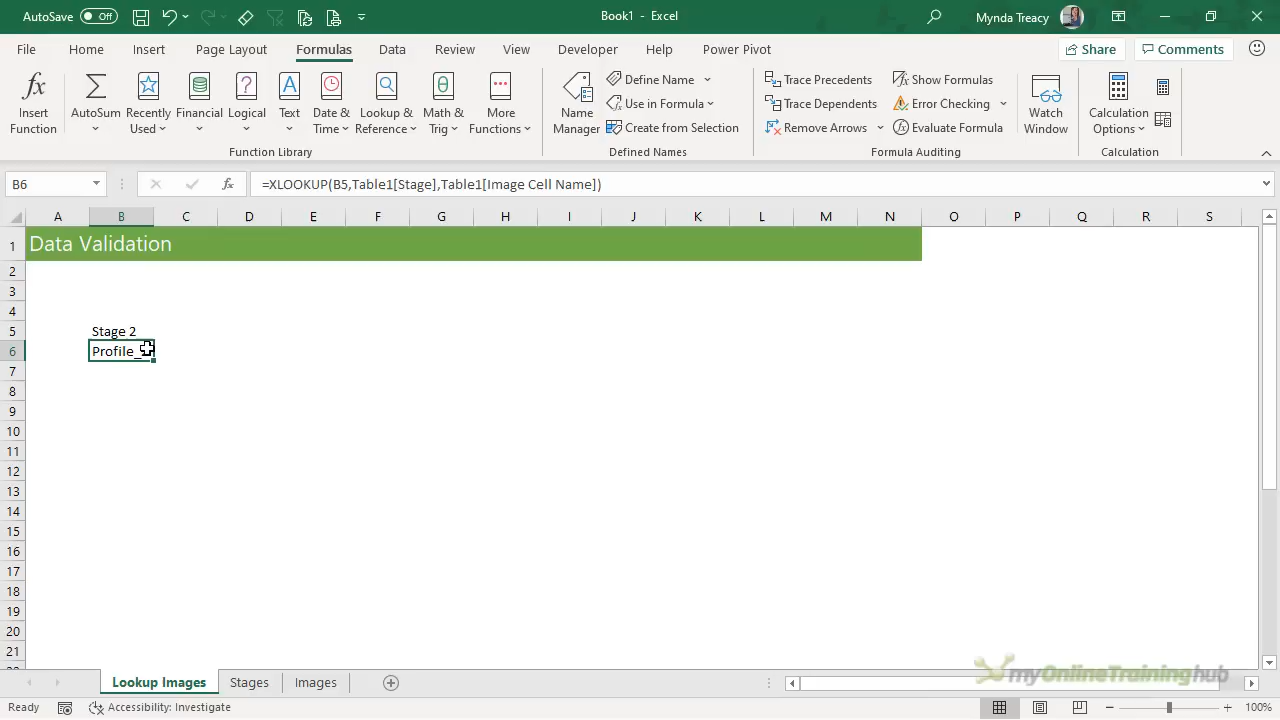 AutoSave Off
Book1 - Excel
Mynda Treacy
File Home Insert Page Layout Formulas Data Review View Developer Help Power Pivot
Share Comments
Insert Function
AutoSum
Recently Used
Financial
Logical
Text
Date & Time
Lookup & Reference
Math & Trig
More Functions
Function Library
Name Manager
Define Name
Use in Formula
Create from Selection
Defined Names
Trace Precedents
Trace Dependents
Remove Arrows
Show Formulas
Error Checking
Evaluate Formula
Formula Auditing
Watch Window
Calculation Options
Calculation
B6
fx
=XLOOKUP(B5,Table1[Stage],Table1[Image Cell Name])
A B C D E F G H I J K L M N O P Q R S
1 Data Validation
2
3
4
5 Stage 2
6 Profile_
7
8
9
10
11
12
13
14
15
16
17
18
19
20
21
Lookup Images Stages Images
myOnlineTraininghub
Ready
Accessibility: Investigate
100%